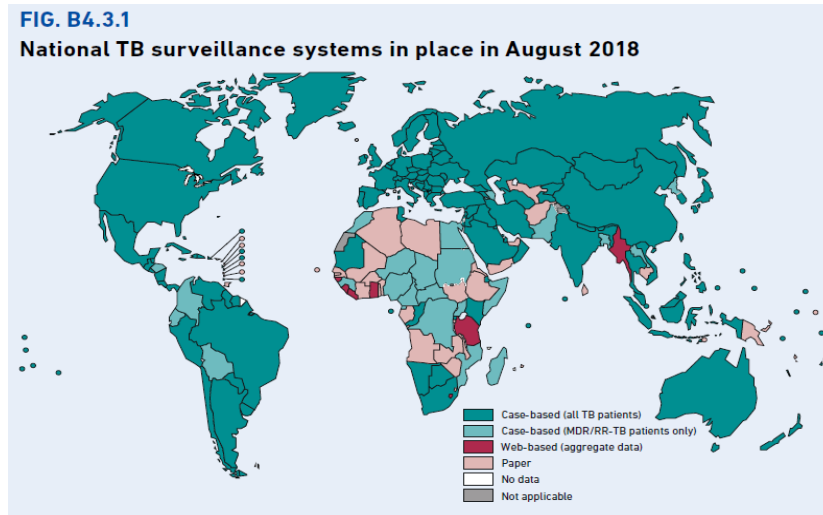 FIG. B4.3.1
National TB surveillance systems in place in August 2018
Case-based (all TB patients)
Case-based (MDR/RR-TB patients only)
Web-based (aggregate data)
Paper
No data
Not applicable